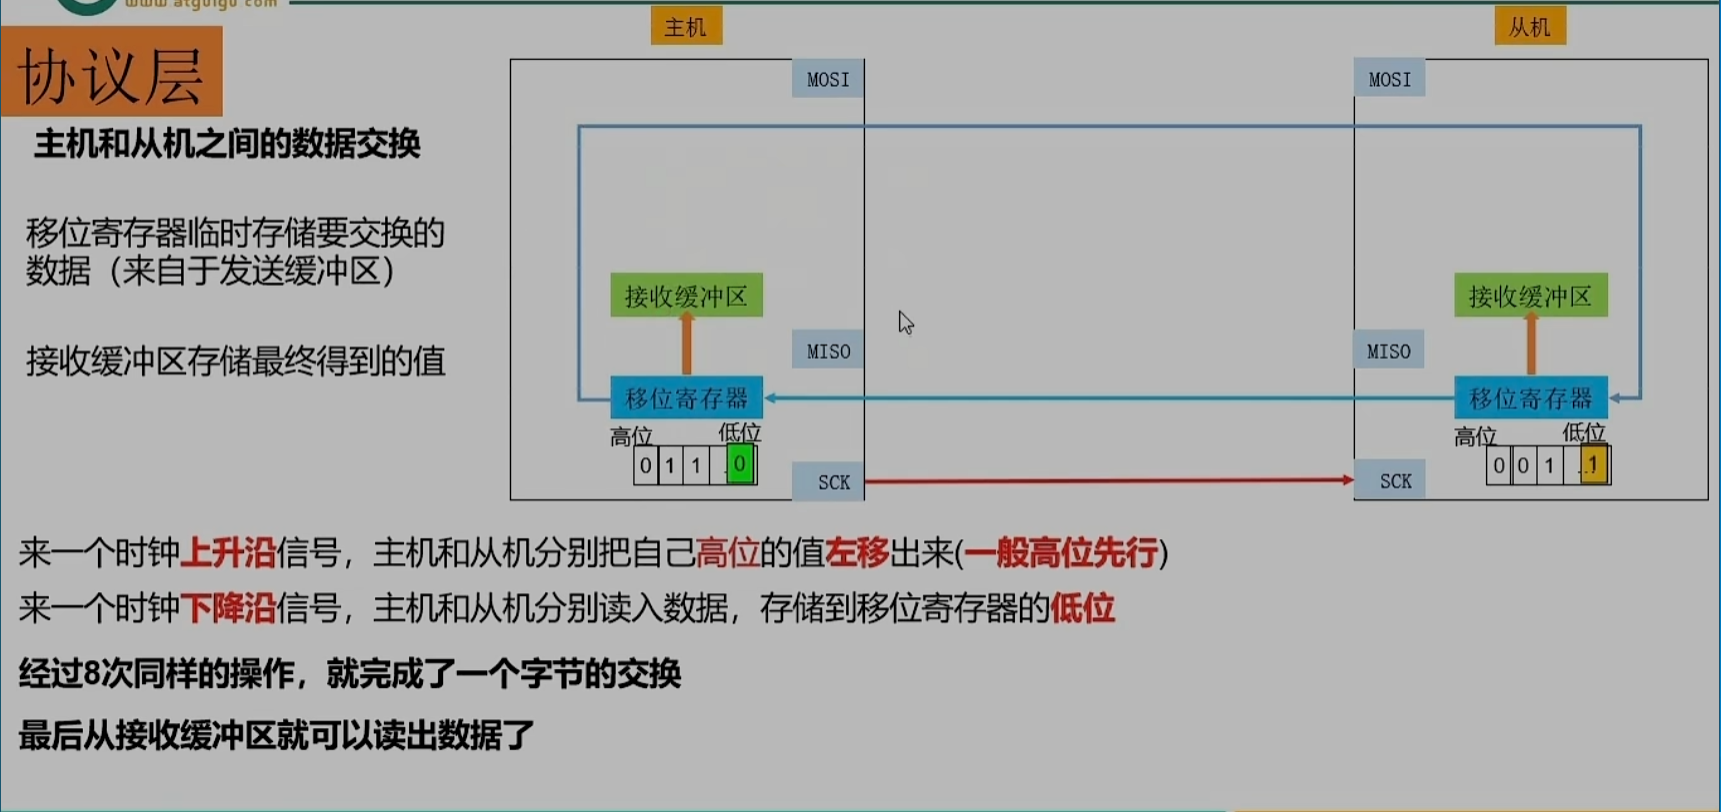 www.atguigu.com
协议层
主机
从机
MOSI
MOSI
主机和从机之间的数据交换
移位寄存器临时存储要交换的
数据（来自于发送缓冲区）
接收缓冲区存储最终得到的值
接收缓冲区
接收缓冲区
MISO
MISO
移位寄存器
移位寄存器
高位 低位
高位 低位
0 1 1 0
0 0 1 1
SCK
SCK
来一个时钟上升沿信号，主机和从机分别把自己高位的值左移出来(一般高位先行)
来一个时钟下降沿信号，主机和从机分别读入数据，存储到移位寄存器的低位
经过8次同样的操作，就完成了一个字节的交换
最后从接收缓冲区就可以读出数据了